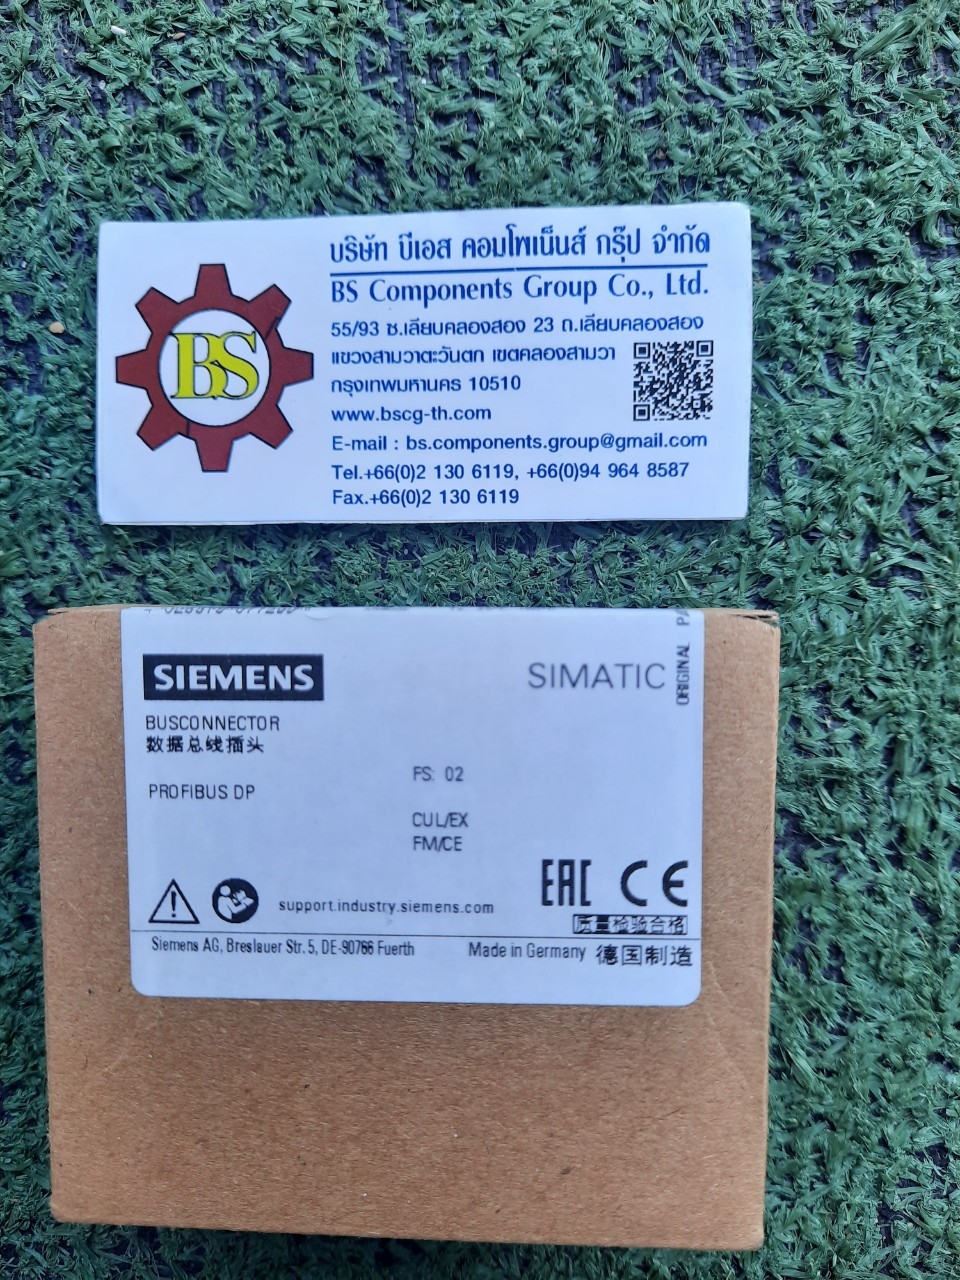 BS
บริษัท บีเอส คอมโพเน็นส์ กรุ๊ป จำกัด
BS Components Group Co., Ltd.
55/93 ซ.เลียบคลองสอง 23 ถ.เลียบคลองสอง
แขวงสามวาตะวันตก เขตคลองสามวา
กรุงเทพมหานคร 10510
www.bscg-th.com
E-mail : bs.components.group@gmail.com
Tel.+66(0)2 130 6119, +66(0)94 964 8587
Fax.+66(0)2 130 6119
SIEMENS
SIMATIC
ORIGINAL
BUSCONNECTOR
数据总线插头
PROFIBUS DP
FS: 02
CUL/EX
FM/CE
EAC CE
support.industry.siemens.com
质量检验合格
Siemens AG, Breslauer Str. 5, DE-90766 Fuerth
Made in Germany 德国制造